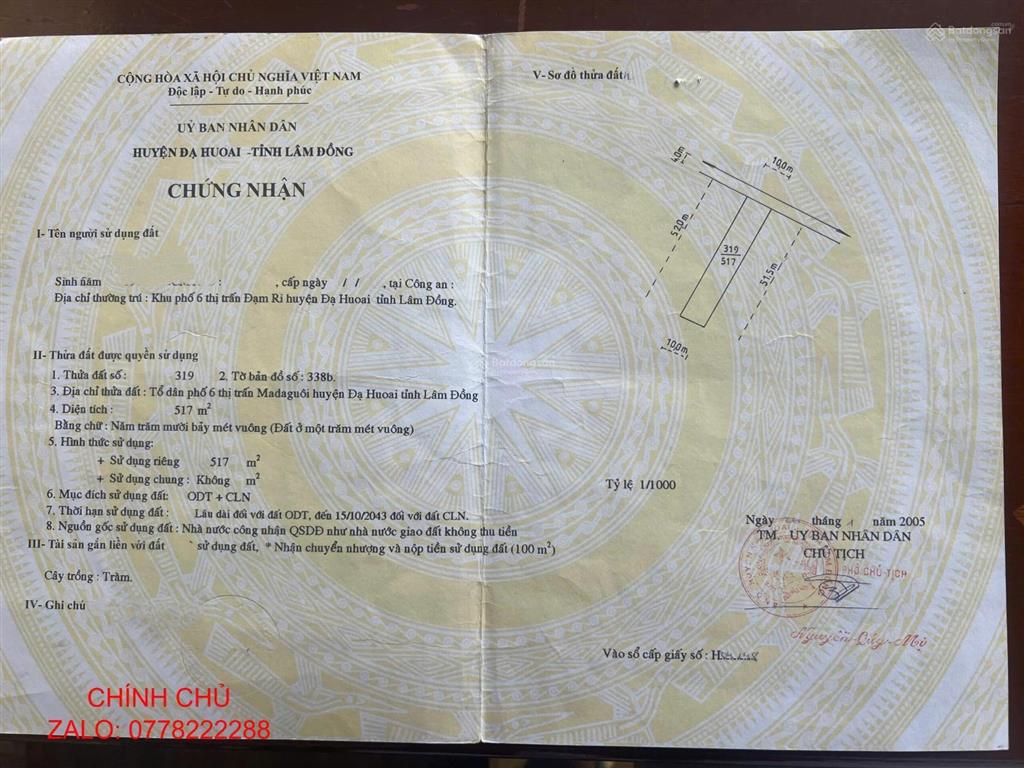 CỘNG HÒA XÃ HỘI CHỦ NGHĨA VIỆT NAM
Độc lập - Tự do - Hạnh phúc
UỶ BAN NHÂN DÂN
HUYỆN ĐẠ HUOAI - TỈNH LÂM ĐỒNG
CHỨNG NHẬN
I- Tên người sử dụng đất
Sinh năm : , cấp ngày / / , tại Công an :
Địa chỉ thường trú : Khu phố 6 thị trấn Đạm Ri huyện Đạ Huoai tỉnh Lâm Đồng.
II- Thửa đất được quyền sử dụng
1. Thửa đất số : 319 2. Tờ bản đồ số : 338b.
3. Địa chỉ thửa đất : Tổ dân phố 6 thị trấn Madaguôi huyện Đạ Huoai tỉnh Lâm Đồng
4. Diện tích : 517 m²
Bằng chữ : Năm trăm mười bảy mét vuông (Đất ở một trăm mét vuông)
5. Hình thức sử dụng:
+ Sử dụng riêng 517 m²
+ Sử dụng chung : Không m²
6. Mục đích sử dụng đất: ODT + CLN
7. Thời hạn sử dụng đất : Lâu dài đối với đất ODT, đến 15/10/2043 đối với đất CLN.
8. Nguồn gốc sử dụng đất : Nhà nước công nhận QSDĐ như nhà nước giao đất không thu tiền
III- Tài sản gắn liền với đất sử dụng đất, * Nhận chuyển nhượng và nộp tiền sử dụng đất (100 m²)
Cây trồng : Tràm.
IV- Ghi chú
CHÍNH CHỦ
ZALO: 0778222288
V- Sơ đồ thửa đất
4.0m
10,0m
52,0m
319
517
51,5m
10,0m
Tỷ lệ 1/1000
Ngày tháng 1 năm 2005
TM. UỶ BAN NHÂN DÂN
CHỦ TỊCH
PHÓ CHỦ TỊCH
Vào sổ cấp giấy số : H
Batdongsan
Batdongsan